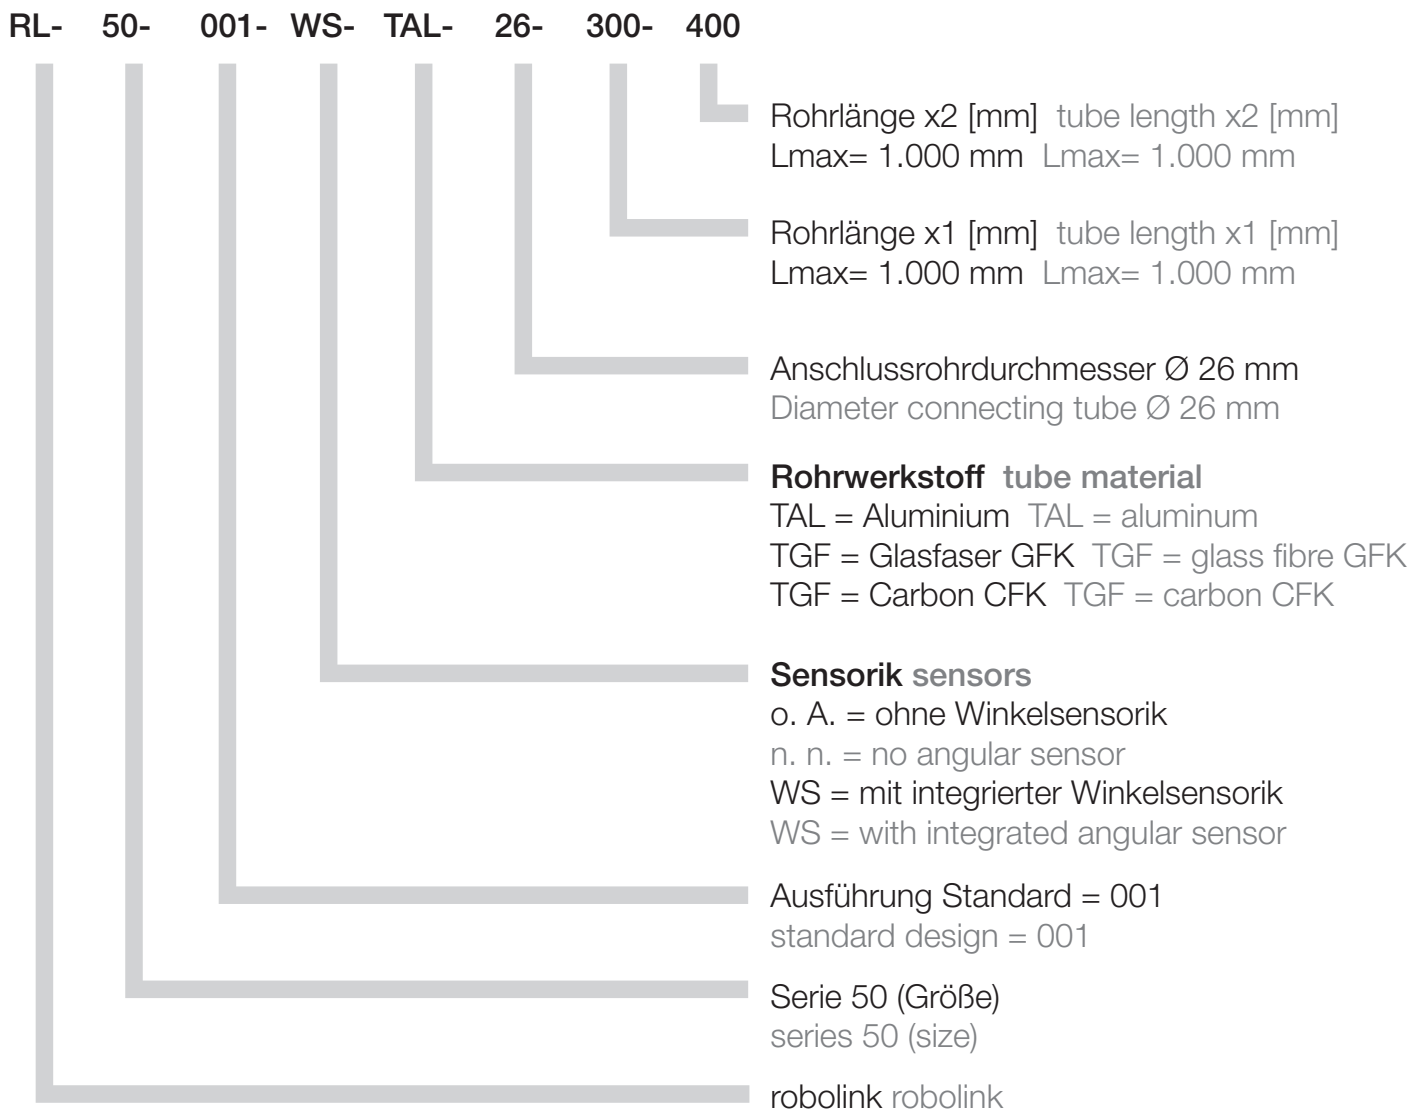 RL- 50- 001- WS- TAL- 26- 300- 400
Rohrlänge x2 [mm] tube length x2 [mm]
Lmax= 1.000 mm Lmax= 1.000 mm
Rohrlänge x1 [mm] tube length x1 [mm]
Lmax= 1.000 mm Lmax= 1.000 mm
Anschlussrohrdurchmesser Ø 26 mm
Diameter connecting tube Ø 26 mm
Rohrwerkstoff tube material
TAL = Aluminium TAL = aluminum
TGF = Glasfaser GFK TGF = glass fibre GFK
TGF = Carbon CFK TGF = carbon CFK
Sensorik sensors
o. A. = ohne Winkelsensorik
n. n. = no angular sensor
WS = mit integrierter Winkelsensorik
WS = with integrated angular sensor
Ausführung Standard = 001
standard design = 001
Serie 50 (Größe)
series 50 (size)
robolink robolink